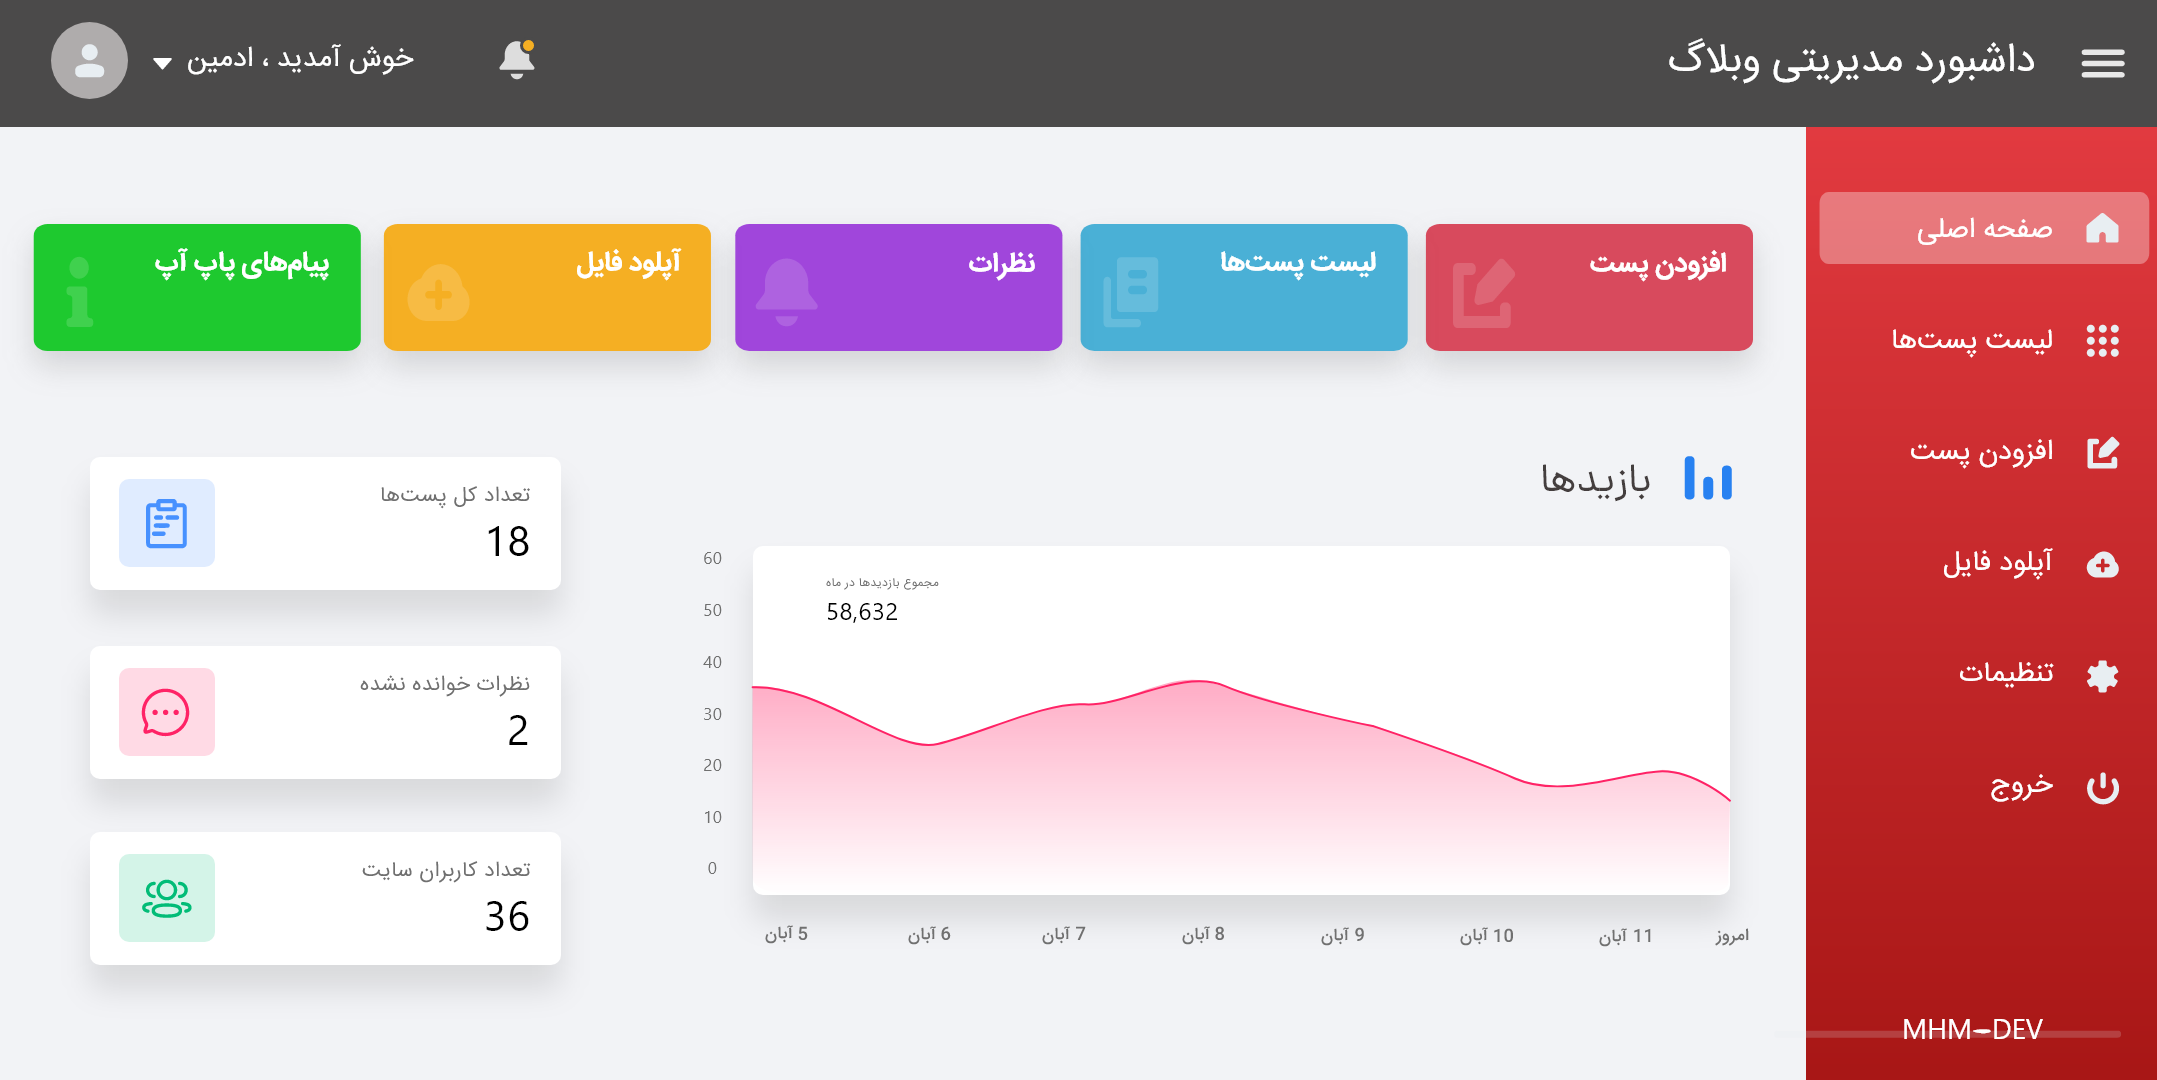 داشبورد مدیریتی وبلاگ
خوش آمدید ، ادمین
صفحه اصلی
لیست پست‌ها
افزودن پست
آپلود فایل
تنظیمات
خروج
MHM-DEV
افزودن پست
لیست پست‌ها
نظرات
آپلود فایل
پیام‌های پاپ آپ
بازیدها
مجموع بازدیدها در ماه
58,632
60
50
40
30
20
10
0
5 آبان
6 آبان
7 آبان
8 آبان
9 آبان
10 آبان
11 آبان
امروز
تعداد کل پست‌ها
18
نظرات خوانده نشده
2
تعداد کاربران سایت
36